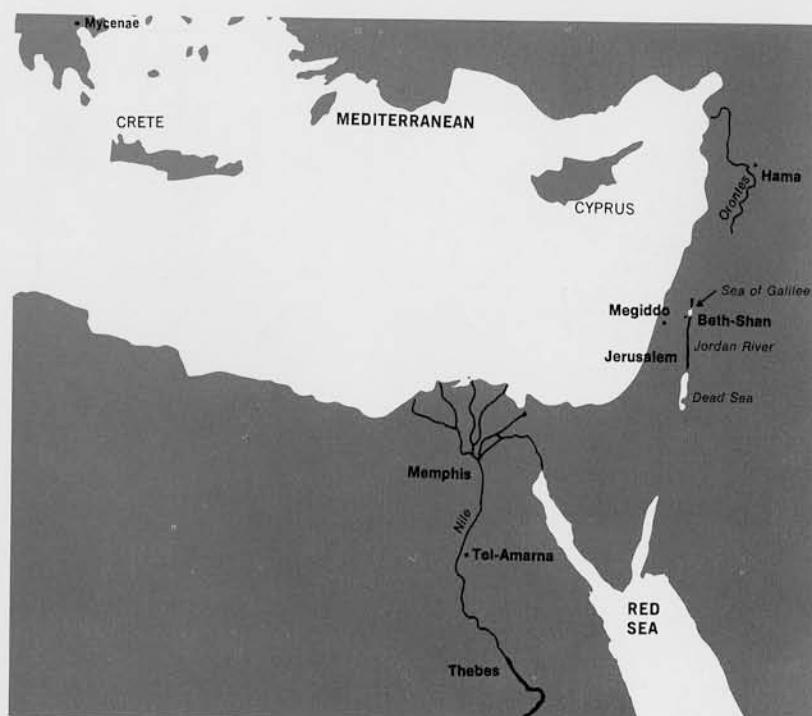 Mycenae
CRETE
MEDITERRANEAN
CYPRUS
Hama
Orontes
Sea of Galilee
Megiddo
Beth-Shan
Jerusalem
Jordan River
Dead Sea
Memphis
Nile
Tel-Amarna
RED
SEA
Thebes